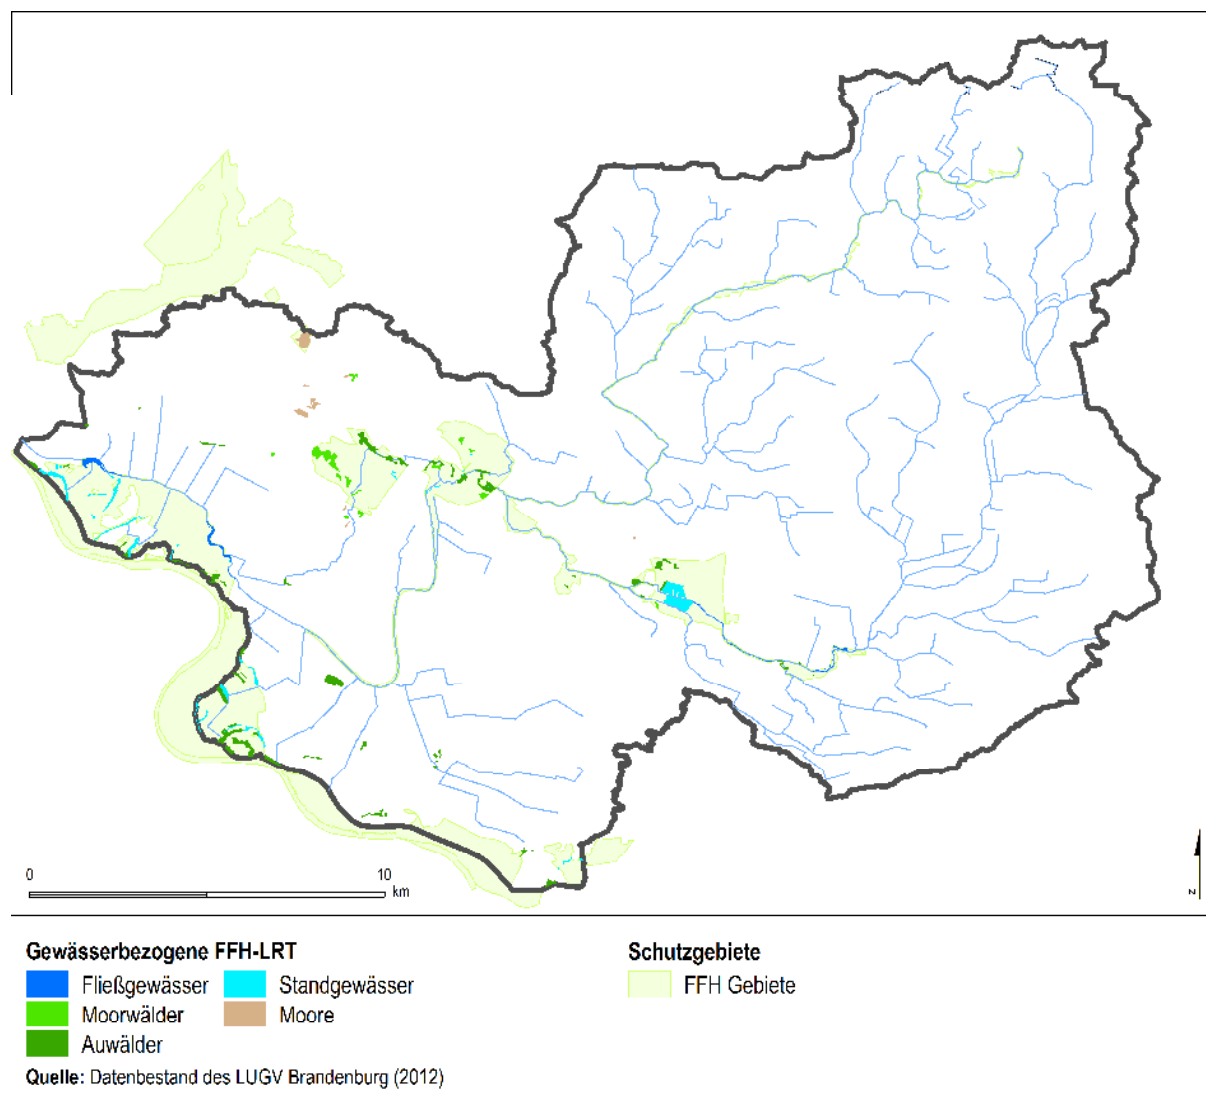 0 10
km
N
Gewässerbezogene FFH-LRT
Fließgewässer
Standgewässer
Moorwälder
Moore
Auwälder
Schutzgebiete
FFH Gebiete
Quelle: Datenbestand des LUGV Brandenburg (2012)